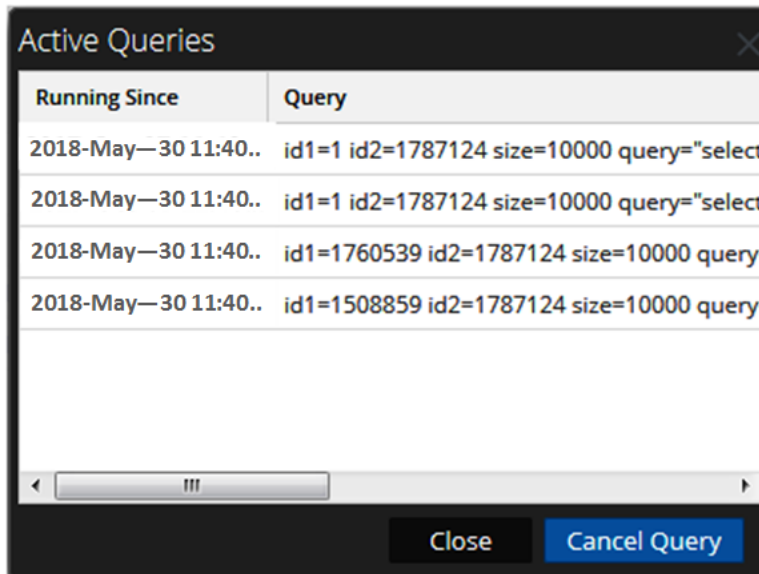 Active Queries
Running Since Query
2018-May—30 11:40.. id1=1 id2=1787124 size=10000 query="select
2018-May—30 11:40.. id1=1 id2=1787124 size=10000 query="select
2018-May—30 11:40.. id1=1760539 id2=1787124 size=10000 query
2018-May—30 11:40.. id1=1508859 id2=1787124 size=10000 query
Close Cancel Query